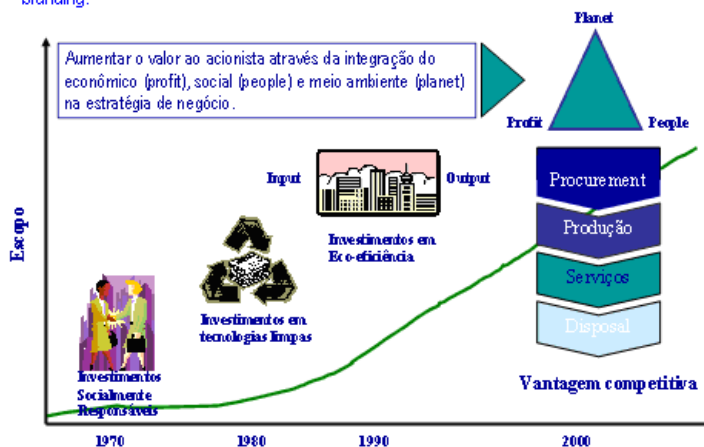 branding.
Planet
Aumentar o valor ao acionista através da integração do
econômico (profit), social (people) e meio ambiente (planet)
na estratégia de negócio.
Profit
People
Input
Output
Procurement
Produção
Serviços
Disposal
Escopo
Investimentos em
Eco-eficiência
Investimentos em
tecnologias limpas
Investimentos
Socialmente
Responsáveis
Vantagem competitiva
1970
1980
1990
2000